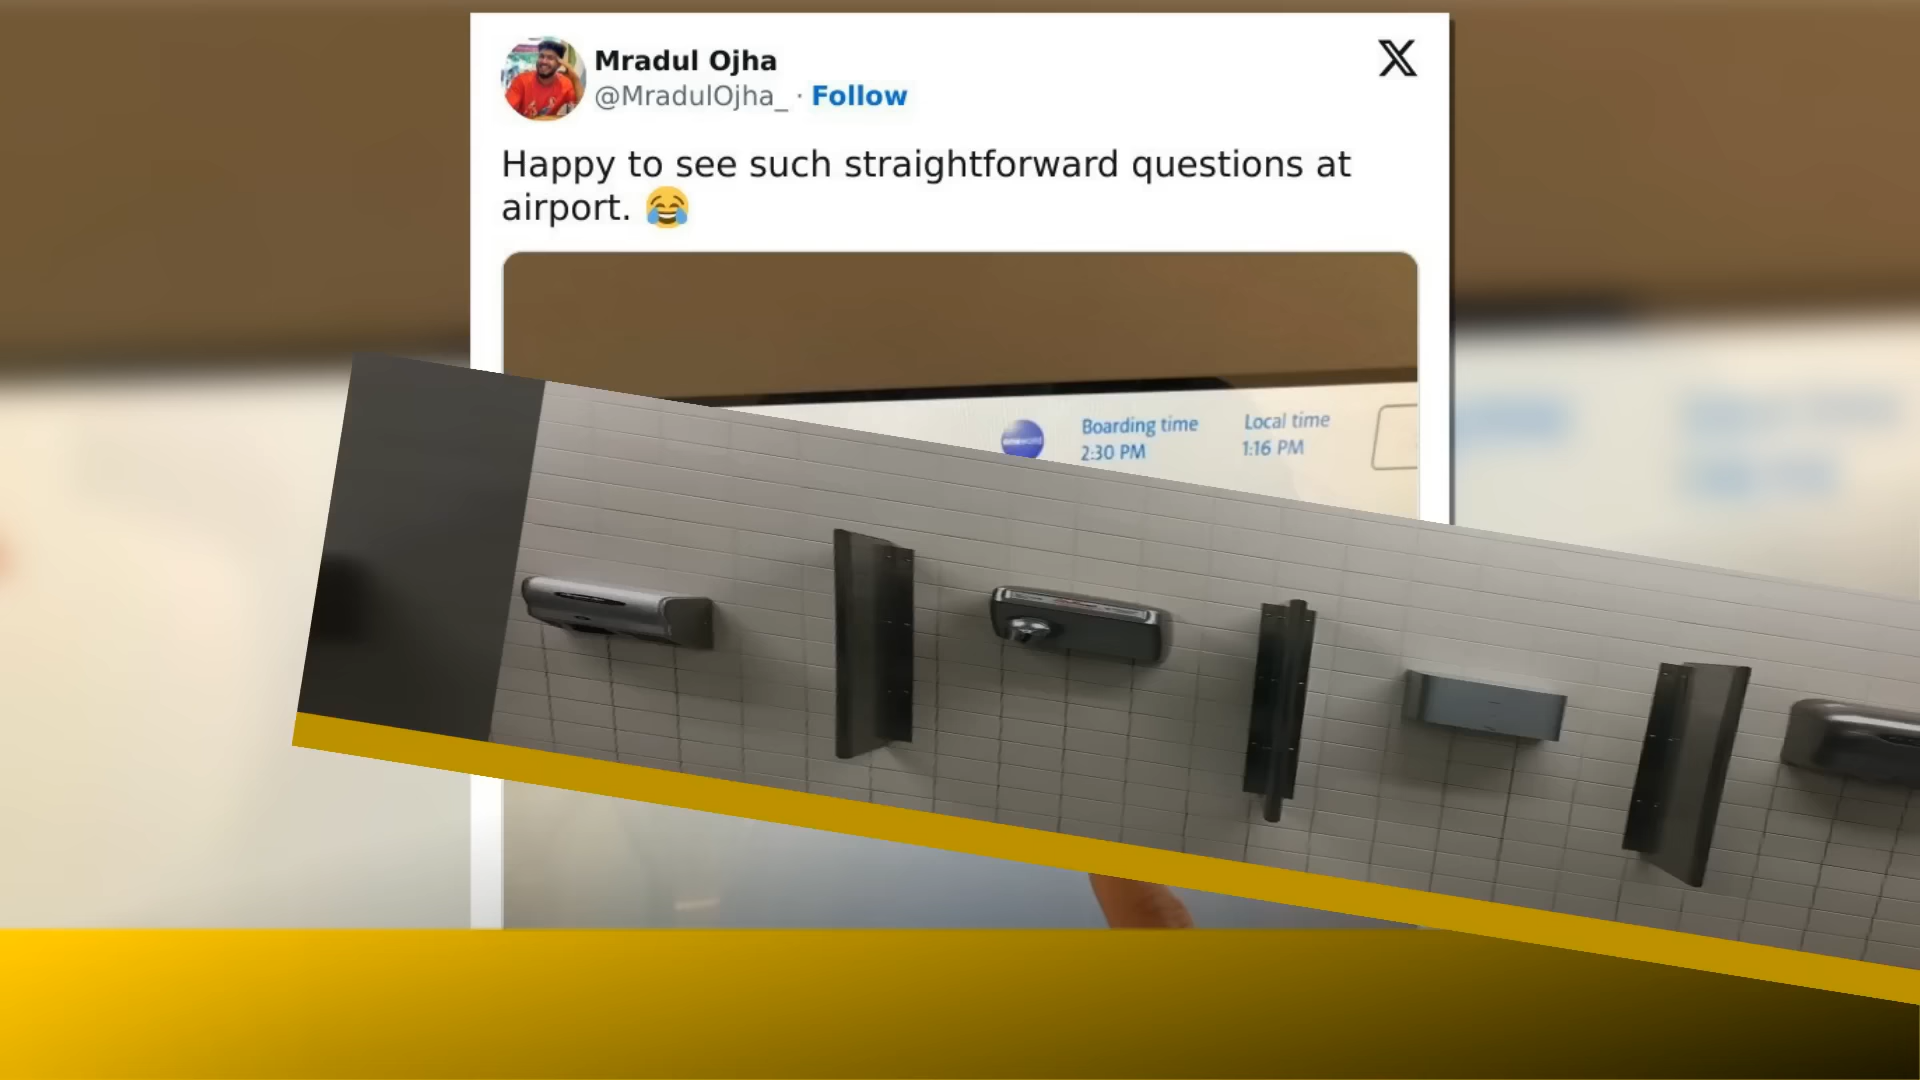 Mradul Ojha
@MradulOjha_ · Follow
Happy to see such straightforward questions at
airport. 😂
Boarding time
2:30 PM
Local time
1:16 PM